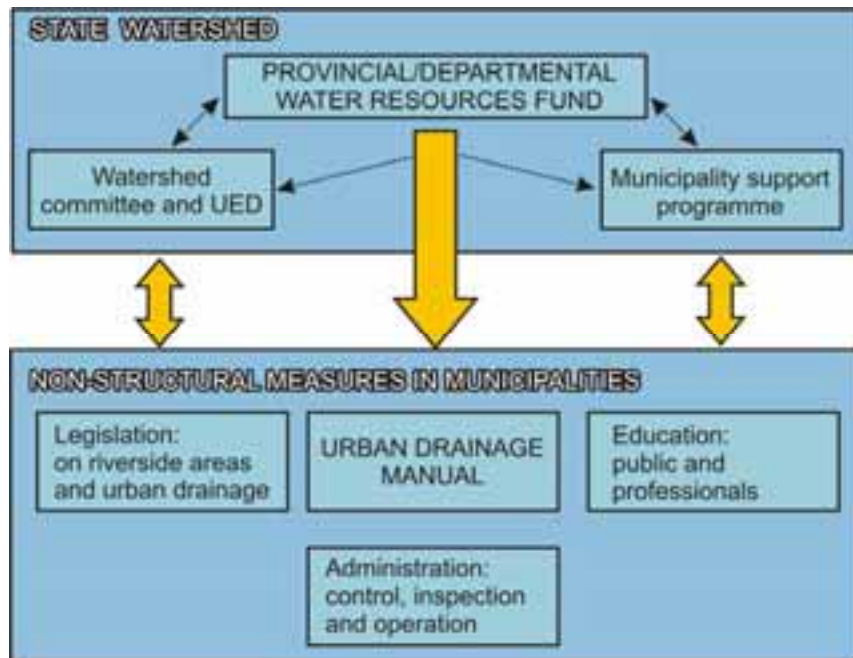 STATE WATERSHED
PROVINCIAL/DEPARTMENTAL
WATER RESOURCES FUND
Watershed
committee and UED
Municipality support
programme
NON-STRUCTURAL MEASURES IN MUNICIPALITIES
Legislation:
on riverside areas
and urban drainage
URBAN DRAINAGE
MANUAL
Education:
public and
professionals
Administration:
control, inspection
and operation